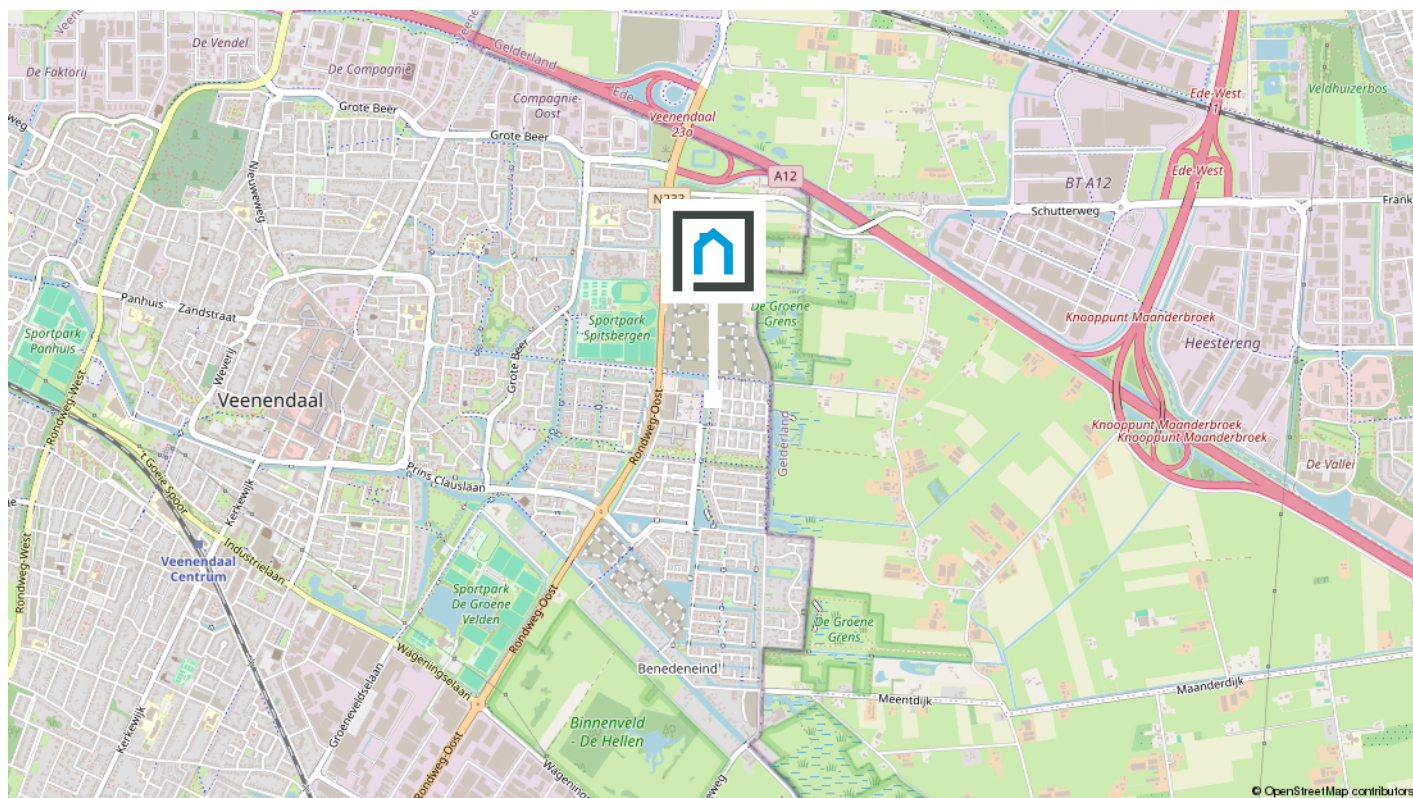 Gelderland
De Vendel
De Compagnie
De Faktorij
Ede
Ede-West
1
Veldhuizerbos
Compagnie-
Oost
Grote Beer
Veenendaal
23a
Grote Beer
Nieuweweg
A12
BT A12
Ede West
1
N233
Schutterweg
Frank
Panhuis
Zandstraat
De Groene
Grens
Sportpark
Spitsbergen
Knooppunt Maanderbroek
Sportpark
Panhuis
Heestereng
Weverij
Grote Beer
Rondweg-West
Veenendaal
Rondweg-Oost
Knooppunt Maanderbroek
Knooppunt Maanderbroek
Gelderland
't Goeie Spoor
De Vallei
Prins Clauslaan
Kerkewijk
Rondweg-West
Industrielaan
Veenendaal
Centrum
Sportpark
De Groene
Velden
Rondweg-Oost
De Groene
Grens
Wageningselaan
Benedeneind
Groeneveldselaan
Maanderdijk
Meentdijk
Kerkewijk
Binnenveld
- De Hellen
Rondweg-Oost
© OpenStreetMap contributors